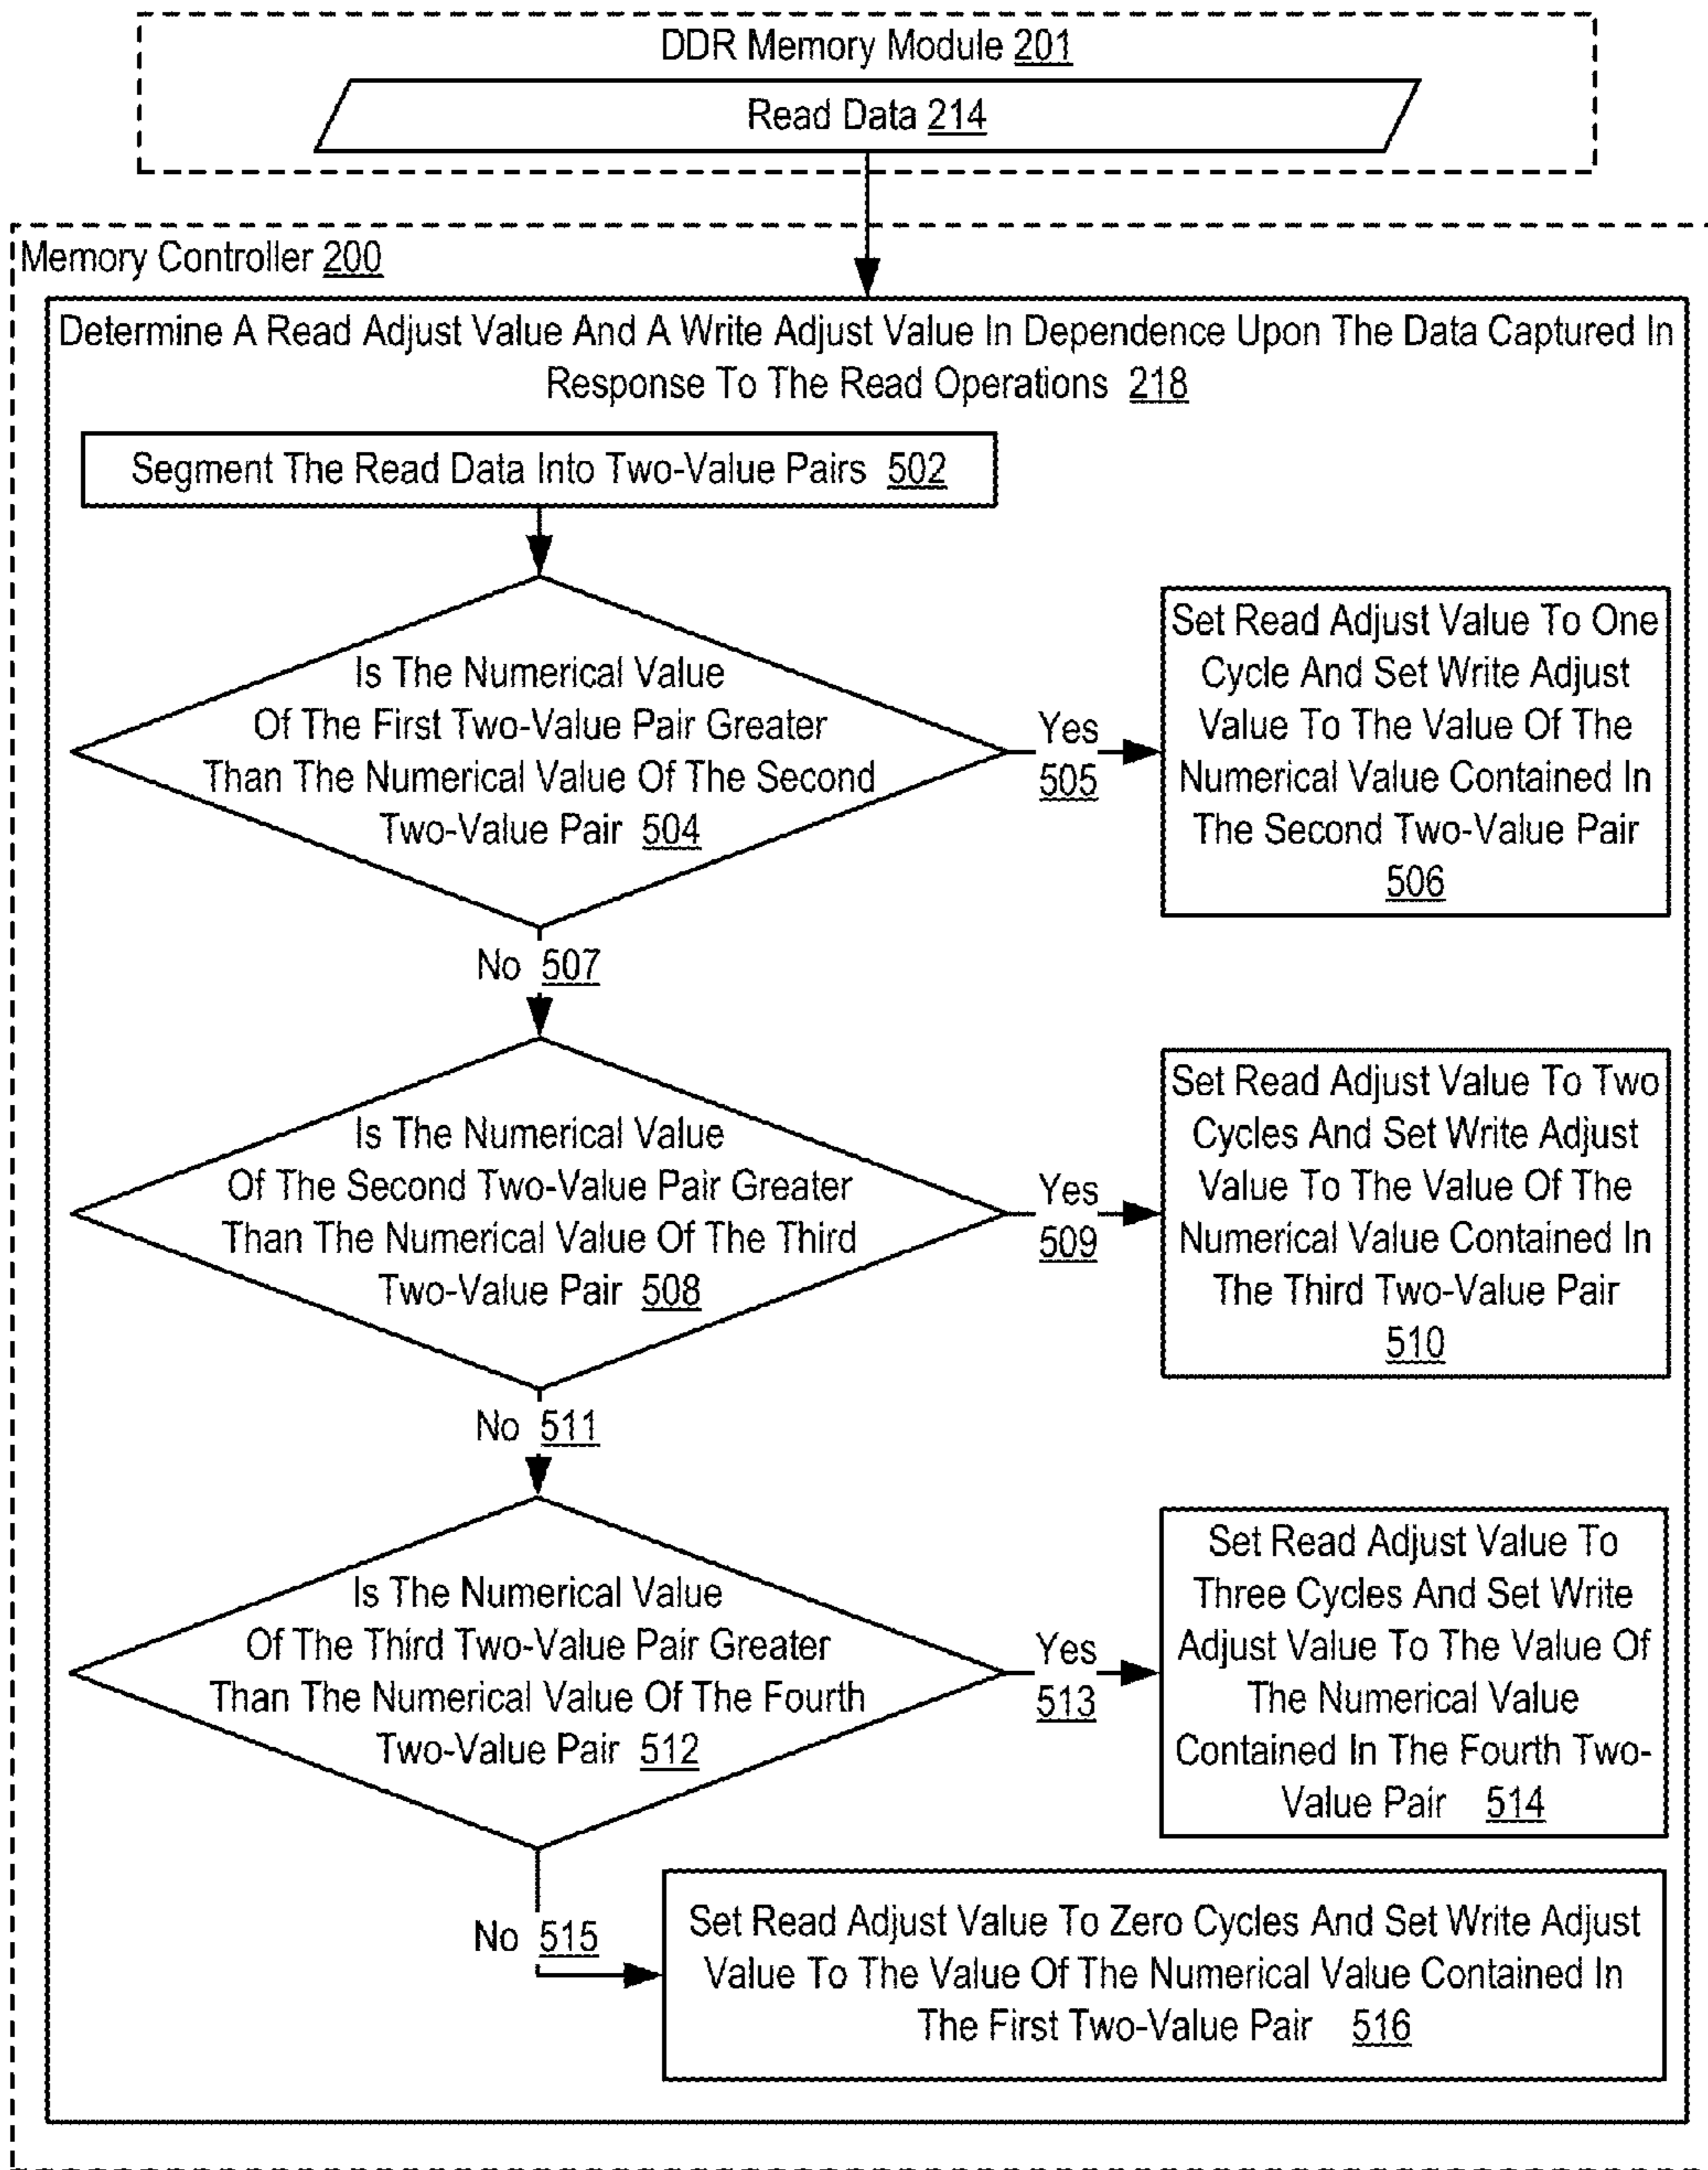 DDR Memory Module 201
Read Data 214
Memory Controller 200
Determine A Read Adjust Value And A Write Adjust Value In Dependence Upon The Data Captured In
Response To The Read Operations 218
Segment The Read Data Into Two-Value Pairs 502
Is The Numerical Value
Of The First Two-Value Pair Greater
Than The Numerical Value Of The Second
Two-Value Pair 504
Yes
505
Set Read Adjust Value To One
Cycle And Set Write Adjust
Value To The Value Of The
Numerical Value Contained In
The Second Two-Value Pair
506
No 507
Is The Numerical Value
Of The Second Two-Value Pair Greater
Than The Numerical Value Of The Third
Two-Value Pair 508
Yes
509
Set Read Adjust Value To Two
Cycles And Set Write Adjust
Value To The Value Of The
Numerical Value Contained In
The Third Two-Value Pair
510
No 511
Is The Numerical Value
Of The Third Two-Value Pair Greater
Than The Numerical Value Of The Fourth
Two-Value Pair 512
Yes
513
Set Read Adjust Value To
Three Cycles And Set Write
Adjust Value To The Value Of
The Numerical Value
Contained In The Fourth Two-
Value Pair 514
No 515
Set Read Adjust Value To Zero Cycles And Set Write Adjust
Value To The Value Of The Numerical Value Contained In
The First Two-Value Pair 516